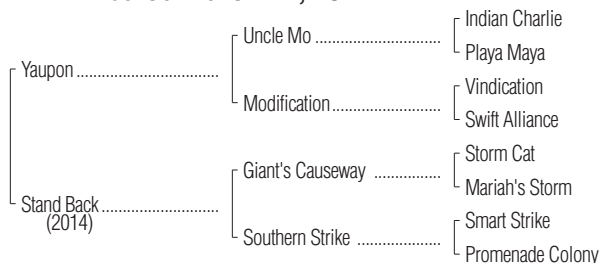 Indian Charlie
Uncle Mo ..............................
Playa Maya
Yaupon ..................................
Vindication
Modification..........................
Swift Alliance
Storm Cat
Giant's Causeway ................
Mariah's Storm
Stand Back ............................
(2014)
Smart Strike
Southern Strike ....................
Promenade Colony